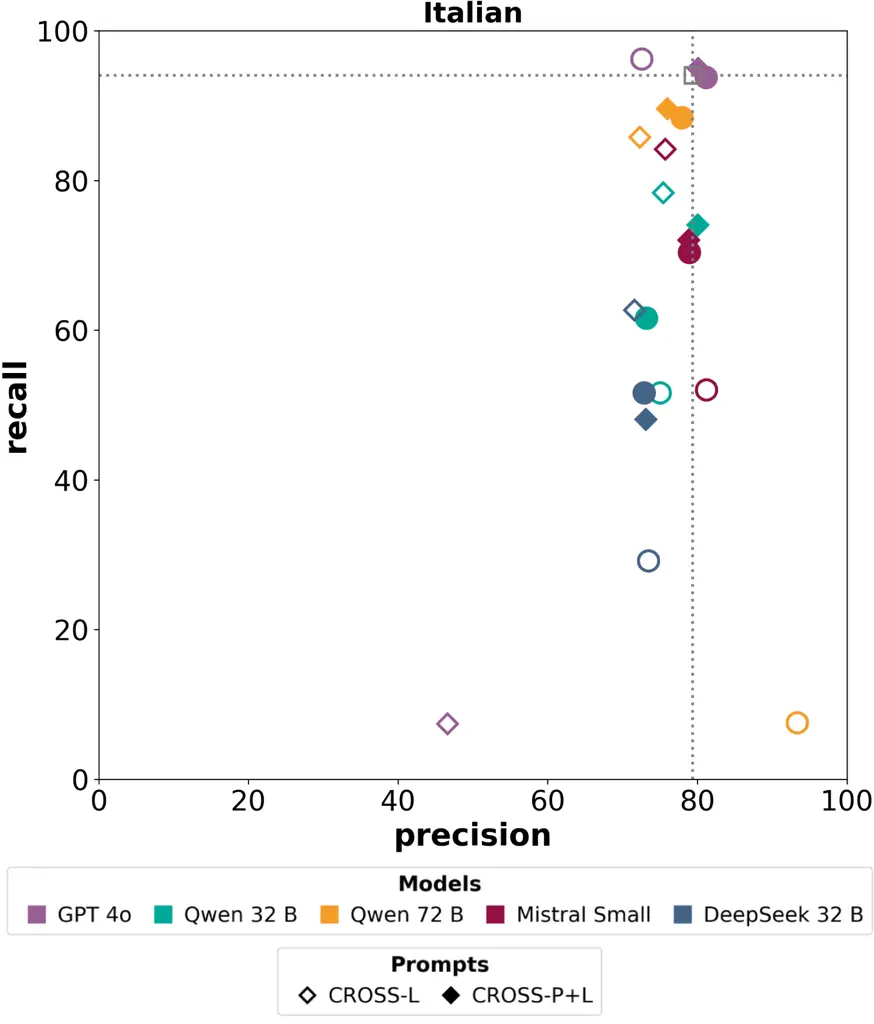 Italian
100
80
60
40
20
0
recall
0 20 40 60 80 100
precision
Models
GPT 4o Qwen 32 B Qwen 72 B Mistral Small DeepSeek 32 B
Prompts
CROSS-L CROSS-P+L